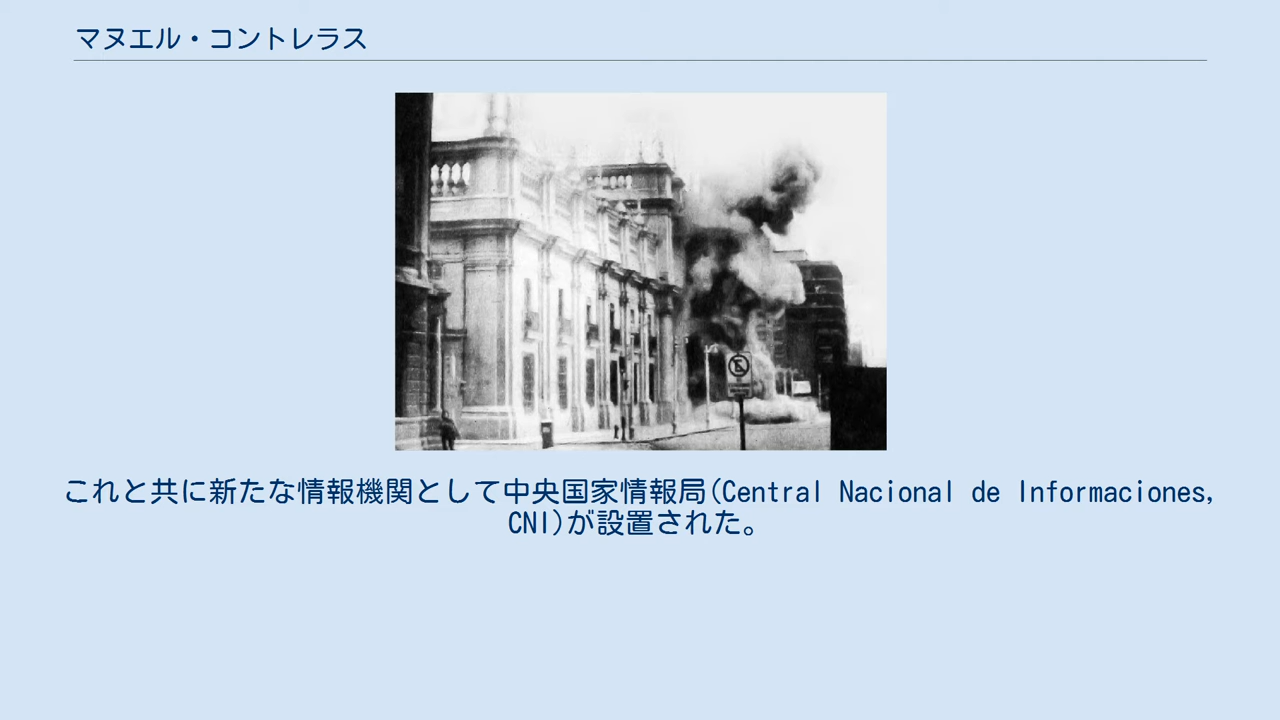 マヌエル・コントレラス
これと共に新たな情報機関として中央国家情報局(Central Nacional de Informaciones,
CNI)が設置された。